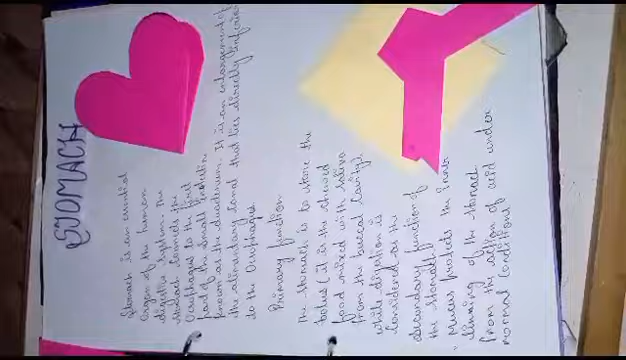 STOMACH
Stomach is an essential
organ of the human
digestive system. The
stomach connects the
Oesophagus to the first
part of the small intestine
known as the duodenum. It is an enlargement of
the alimentary canal that lies directly inferior
to the Oesophagus
Primary function
The stomach is to store the
bolus (it is the chewed
food mixed with saliva
from the buccal cavity)
while digestion is
considered as the
secondary function of
the stomach
mucus protects the inner
linning of the stomach
from the action of acid under
normal conditions